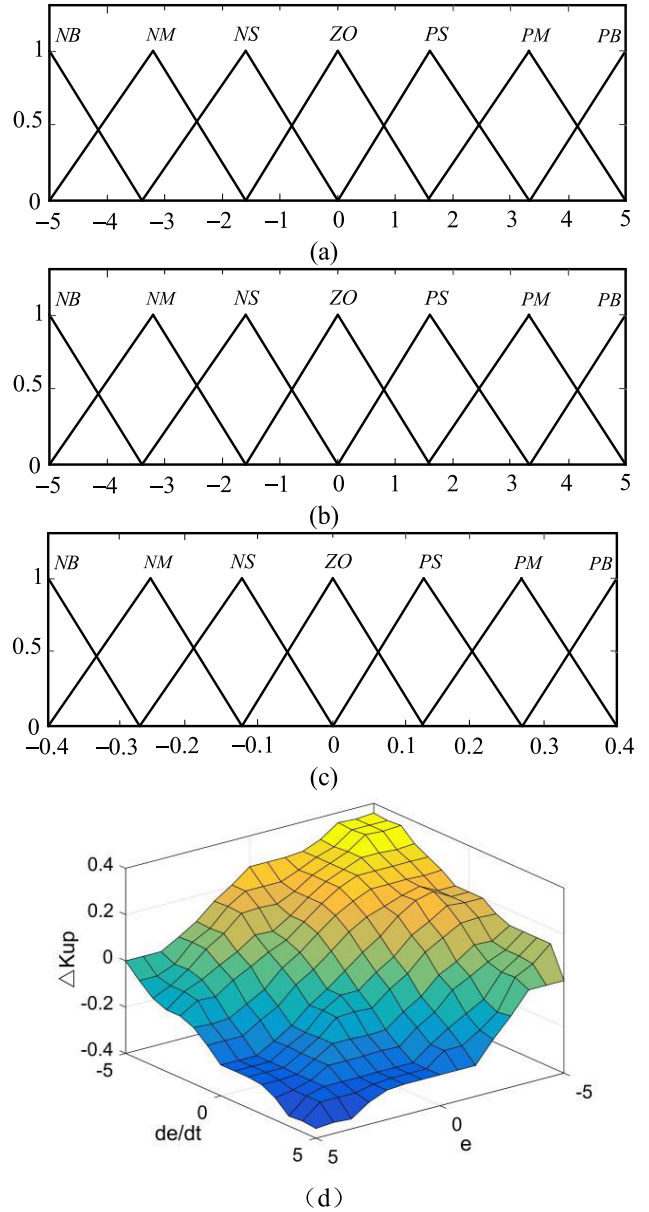 NB NM NS ZO PS PM PB
1
0.5
0
−5 −4 −3 −2 −1 0 1 2 3 4 5
(a)
NB NM NS ZO PS PM PB
1
0.5
0
−5 −4 −3 −2 −1 0 1 2 3 4 5
(b)
NB NM NS ZO PS PM PB
1
0.5
0
−0.4 −0.3 −0.2 −0.1 0 0.1 0.2 0.3 0.4
(c)
0.4
0.2
0
-0.2
-0.4
△Kup
-5
0
5
de/dt
5
0
-5
e
（d）